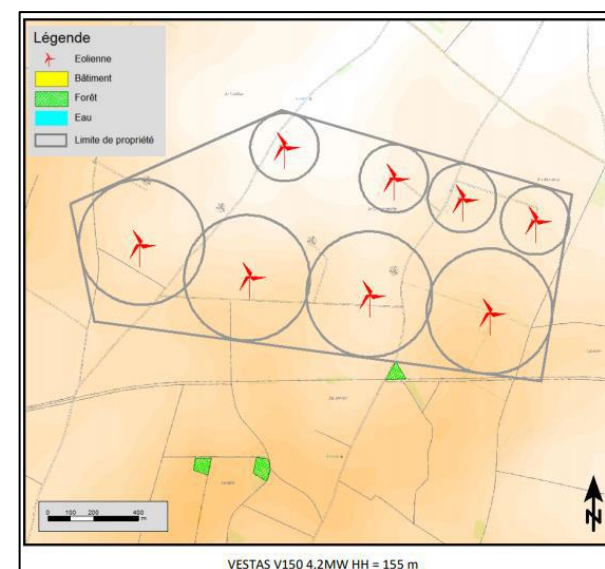 Légende
Eolienne
Bâtiment
Forêt
Eau
Limite de propriété
0 100 200 400
m
N
VESTAS V150 4.2MW HH = 155 m